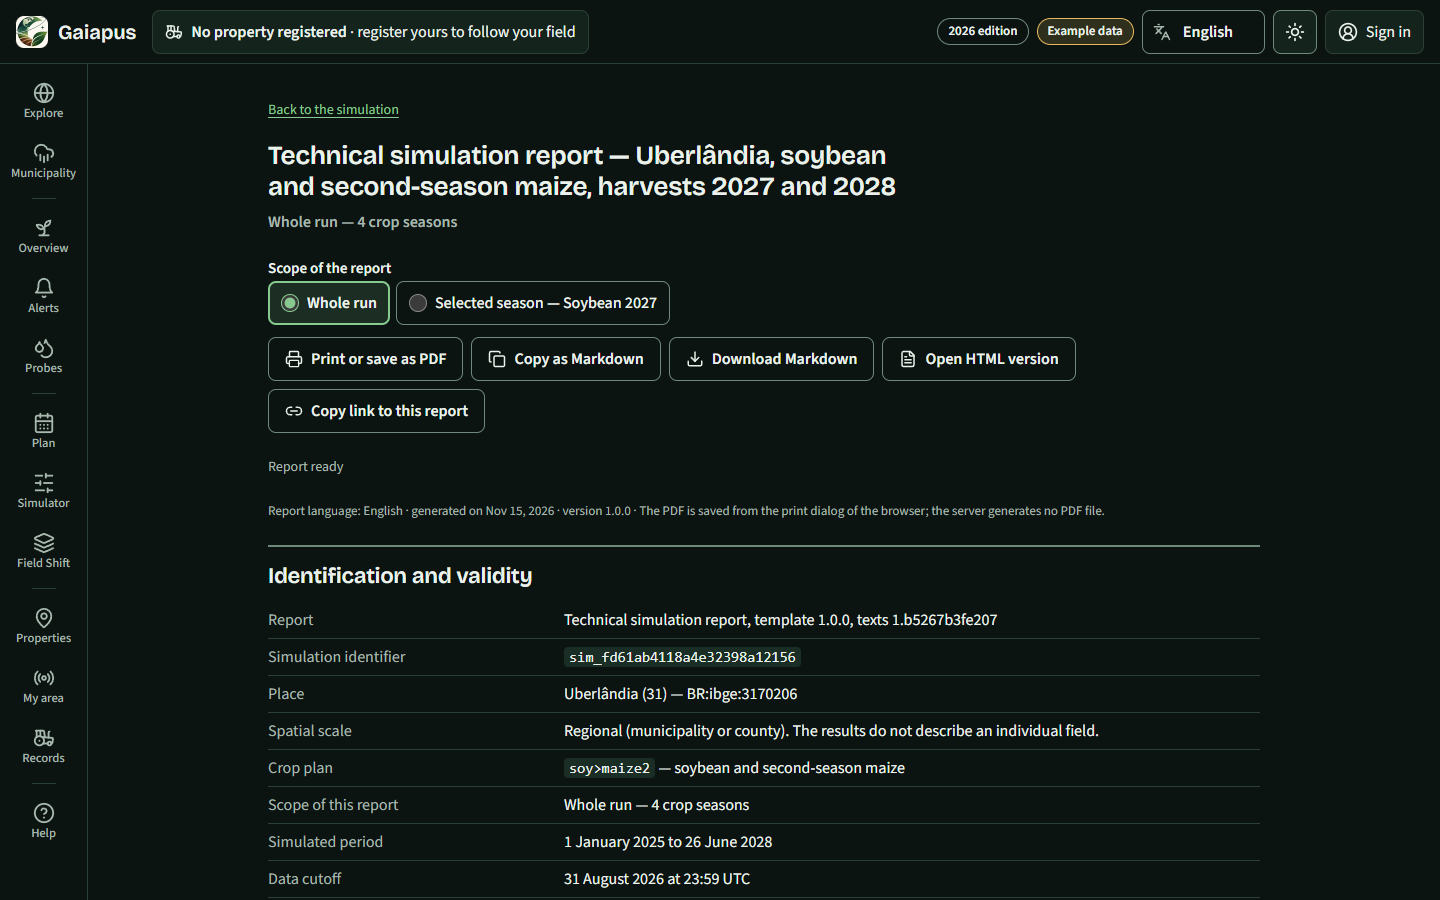 Gaiapus
No property registered · register yours to follow your field
2026 edition
Example data
English
Sign in
Explore
Municipality
Overview
Alerts
Probes
Plan
Simulator
Field Shift
Properties
My area
Records
Help
Back to the simulation
Technical simulation report — Uberlândia, soybean
and second-season maize, harvests 2027 and 2028
Whole run — 4 crop seasons
Scope of the report
Whole run
Selected season — Soybean 2027
Print or save as PDF
Copy as Markdown
Download Markdown
Open HTML version
Copy link to this report
Report ready
Report language: English · generated on Nov 15, 2026 · version 1.0.0 · The PDF is saved from the print dialog of the browser; the server generates no PDF file.
Identification and validity
Report Technical simulation report, template 1.0.0, texts 1.b5267b3fe207
Simulation identifier sim_fd61ab4118a4e32398a12156
Place Uberlândia (31) — BR:ibge:3170206
Spatial scale Regional (municipality or county). The results do not describe an individual field.
Crop plan soy>maize2 — soybean and second-season maize
Scope of this report Whole run — 4 crop seasons
Simulated period 1 January 2025 to 26 June 2028
Data cutoff 31 August 2026 at 23:59 UTC